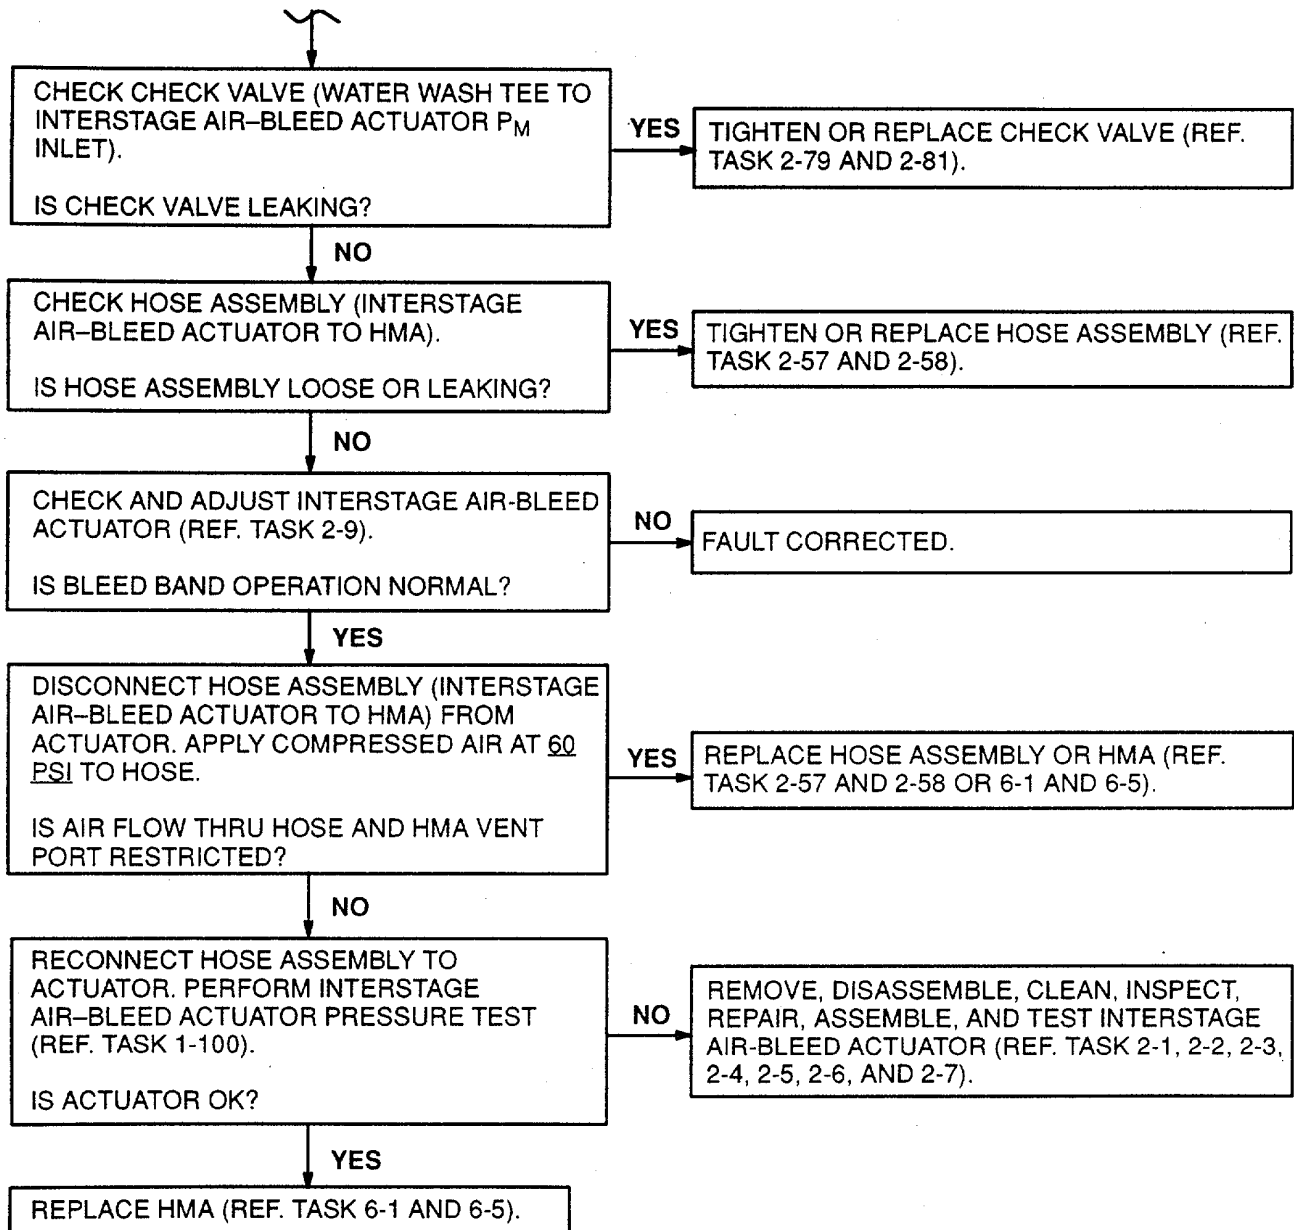 CHECK CHECK VALVE (WATER WASH TEE TO
INTERSTAGE AIR–BLEED ACTUATOR PM
INLET).
IS CHECK VALVE LEAKING?
YES
TIGHTEN OR REPLACE CHECK VALVE (REF.
TASK 2-79 AND 2-81).
NO
CHECK HOSE ASSEMBLY (INTERSTAGE
AIR–BLEED ACTUATOR TO HMA).
IS HOSE ASSEMBLY LOOSE OR LEAKING?
YES
TIGHTEN OR REPLACE HOSE ASSEMBLY (REF.
TASK 2-57 AND 2-58).
NO
CHECK AND ADJUST INTERSTAGE AIR-BLEED
ACTUATOR (REF. TASK 2-9).
IS BLEED BAND OPERATION NORMAL?
NO
FAULT CORRECTED.
YES
DISCONNECT HOSE ASSEMBLY (INTERSTAGE
AIR–BLEED ACTUATOR TO HMA) FROM
ACTUATOR. APPLY COMPRESSED AIR AT 60
PSI TO HOSE.
IS AIR FLOW THRU HOSE AND HMA VENT
PORT RESTRICTED?
YES
REPLACE HOSE ASSEMBLY OR HMA (REF.
TASK 2-57 AND 2-58 OR 6-1 AND 6-5).
NO
RECONNECT HOSE ASSEMBLY TO
ACTUATOR. PERFORM INTERSTAGE
AIR–BLEED ACTUATOR PRESSURE TEST
(REF. TASK 1-100).
IS ACTUATOR OK?
NO
REMOVE, DISASSEMBLE, CLEAN, INSPECT,
REPAIR, ASSEMBLE, AND TEST INTERSTAGE
AIR-BLEED ACTUATOR (REF. TASK 2-1, 2-2, 2-3,
2-4, 2-5, 2-6, AND 2-7).
YES
REPLACE HMA (REF. TASK 6-1 AND 6-5).